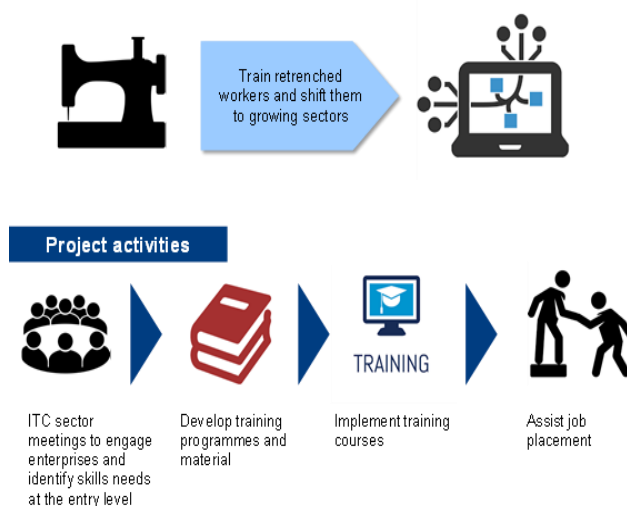 Train retrenched
workers and shift them
to growing sectors
Project activities
TRAINING
ITC sector
meetings to engage
enterprises and
identify skills needs
at the entry level
Develop training
programmes and
material
Implement training
courses
Assist job
placement